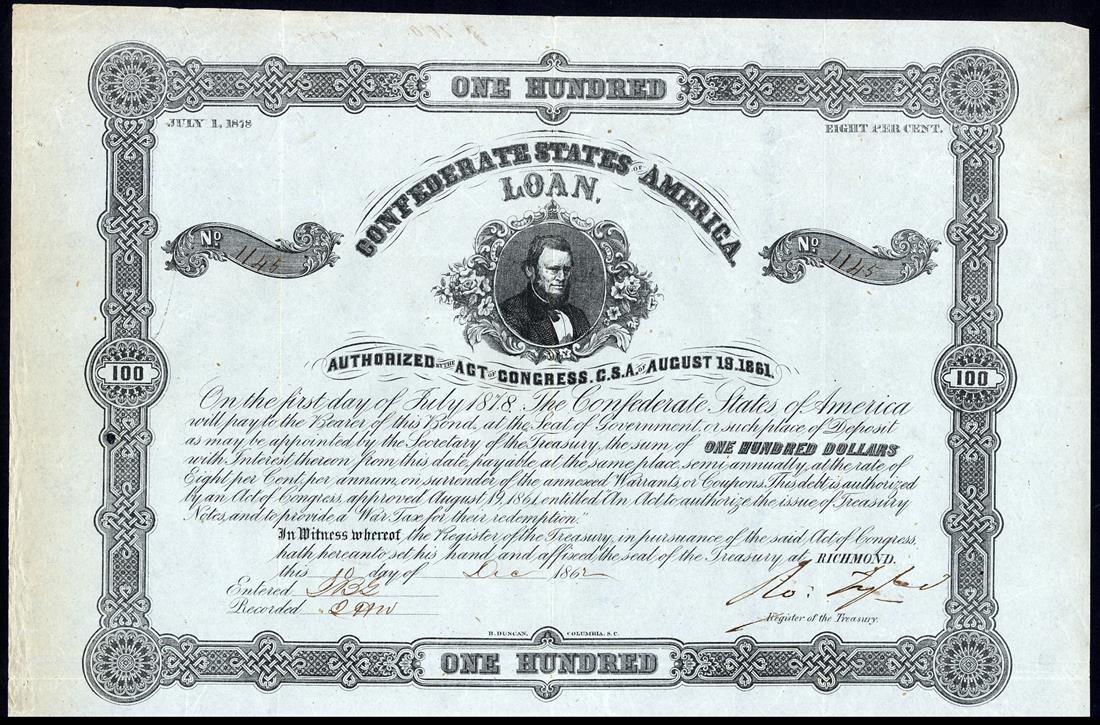 ONE HUNDRED
JULY 1, 1878
EIGHT PER CENT.
CONFEDERATE STATES OF AMERICA.
LOAN.
No. 1145
No. 1145
AUTHORIZED BY THE ACT OF CONGRESS. C.S.A. OF AUGUST 19.1861.
100
100
On the first day of July 1878. The Confederate States of America
will pay to the Bearer of this Bond, at the Seat of Government, or such place of Deposit
as may be appointed by the Secretary of the Treasury, the sum of ONE HUNDRED DOLLARS
with Interest thereon from this date, payable at the same place, semi-annually, at the rate of
Eight per Cent, per annum, on surrender of the annexed Warrants, or Coupons. This debt is authorized
by an Act of Congress, approved August 19, 1861, entitled "An Act to authorize the issue of Treasury
Notes, and to provide a War Tax for their redemption."
In Witness whereof the Register of the Treasury, in pursuance of the said Act of Congress,
hath hereunto set his hand, and affixed the seal of the Treasury at RICHMOND.
this 10 day of Dec 1862
Entered
Recorded
Ro: Tyler
Register of the Treasury.
B. DUNCAN, COLUMBIA, S.C.
ONE HUNDRED